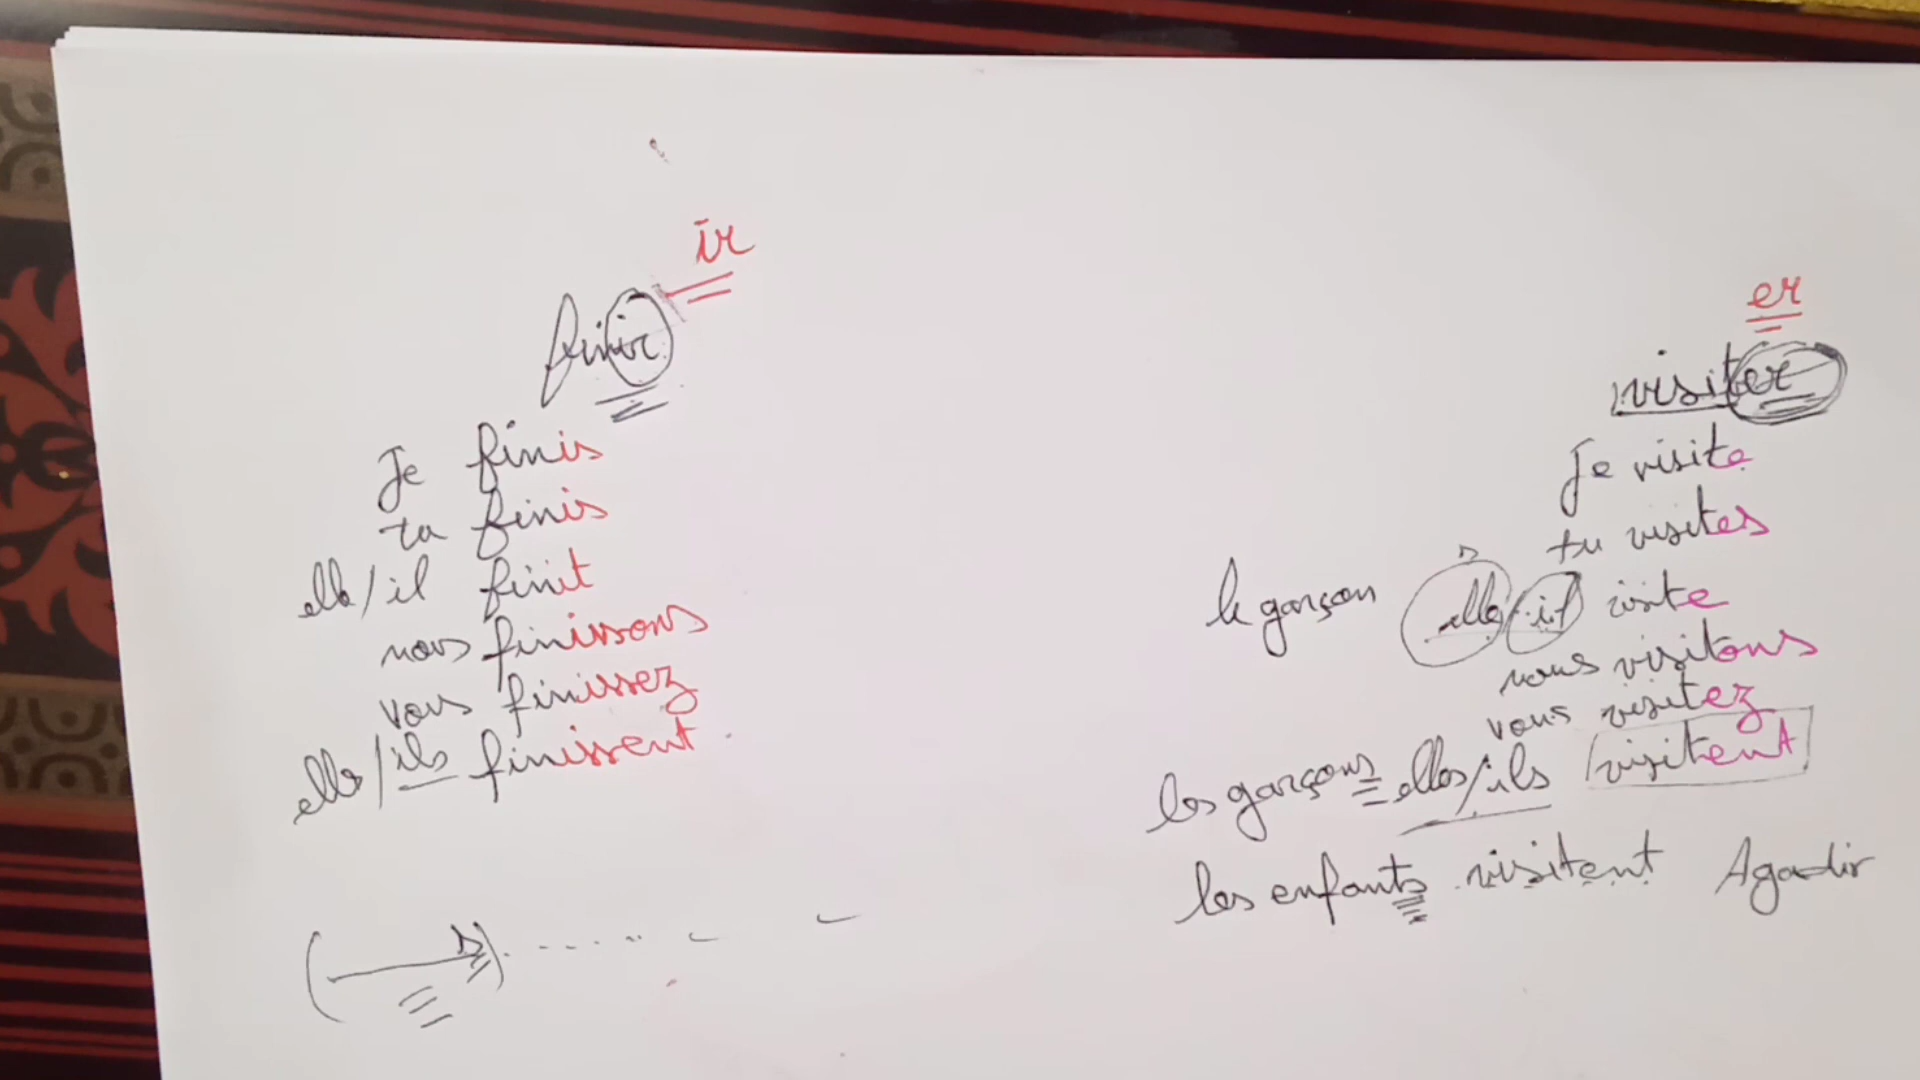 ir
finir
Je finis
tu finis
elle/il finit
nous finissons
vous finissez
elles/ils finissent
s
er
visiter
Je visite
tu visites
s
le garçon elle/il visite
nous visitons
vous visitez
les garçons = elles/ils visitent
les enfants visitent Agadir